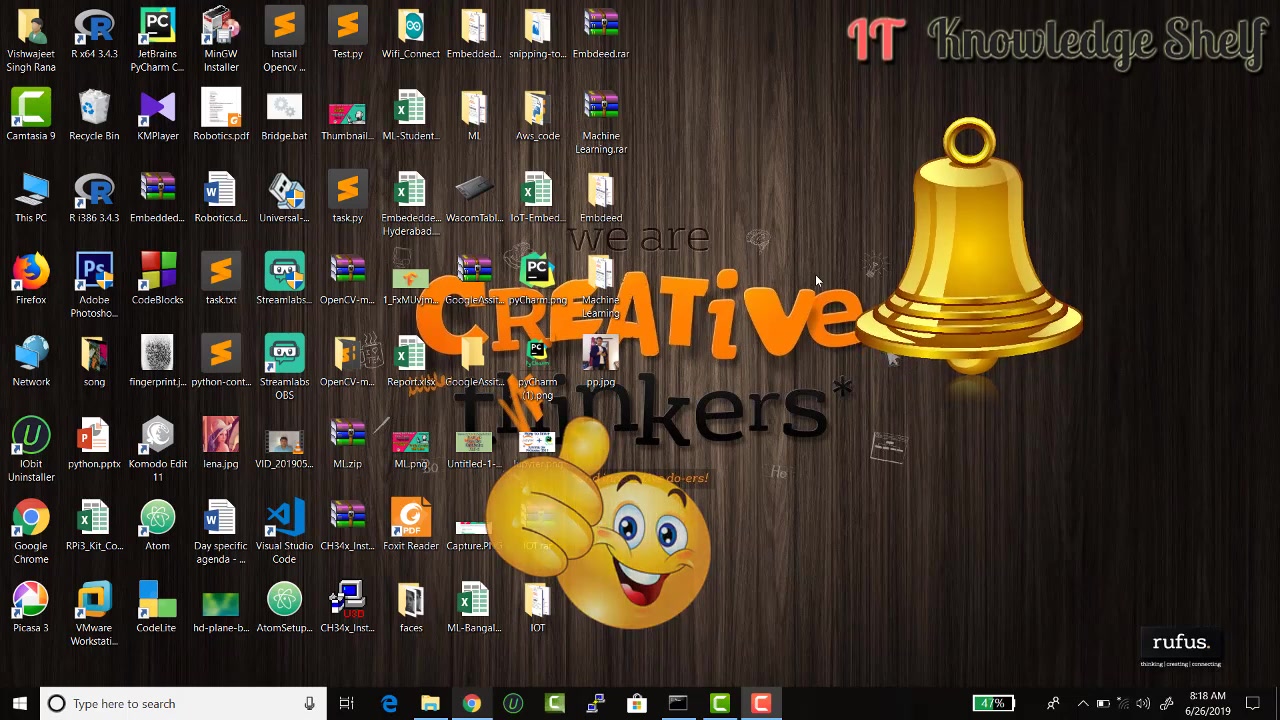 IT Knowledge Shelf
Vishwajeet
Singh Rana
R x64 3.4.3
JetBrains
PyCharm C...
MinGW
Installer
Install
Opencv ...
Test.py
Wifi_Connect
Embedded...
snipping-to...
Embdeed.rar
Camtasia 9
Recycle Bin
KMPlayer
Robotics.pdf
Bridge.bat
Thumbnail...
ML-Student...
ML
Aws_code
Machine
Learning.rar
This PC
R i386 3.4.3
Embedded...
Robotics.d...
Universal-...
task.py
Embededde...
Hyderabad....
WacomTabl...
IoT-Embed...
Embdeed
we are
Firefox
Adobe
Photosho...
CodeBlocks
task.txt
Streamlabs...
OpenCV-m...
1_FxMUVjm...
GoogleAssit...
pyCharm.png
Machine
Learning
CREATive
Network
song
fingerprint.j...
python-cont...
Streamlabs
OBS
OpenCV-m...
Report.xlsx
GoogleAssit...
pyCharm
(1).png
pp.jpg
thinkers*
IObit
Uninstaller
python.pptx
Komodo Edit
11
lena.jpg
VID_201905...
ML.zip
ML.png
Untitled-1-...
do-ers!
Google
Chrome
RPi3_Kit_Co...
Atom
Day specific
agenda - ...
Visual Studio
Code
CH34x_Inst...
Foxit Reader
Capture.PNG
IOT.rar
Picasa 3
VMware
Workstati...
CodeLite
hd-plane-b...
AtomSetup...
CH34x_Inst...
faces
ML-Bangal...
IOT
rufus.
thinking|creating|connecting
Type here to search
47%
8:18 AM
6/26/2019